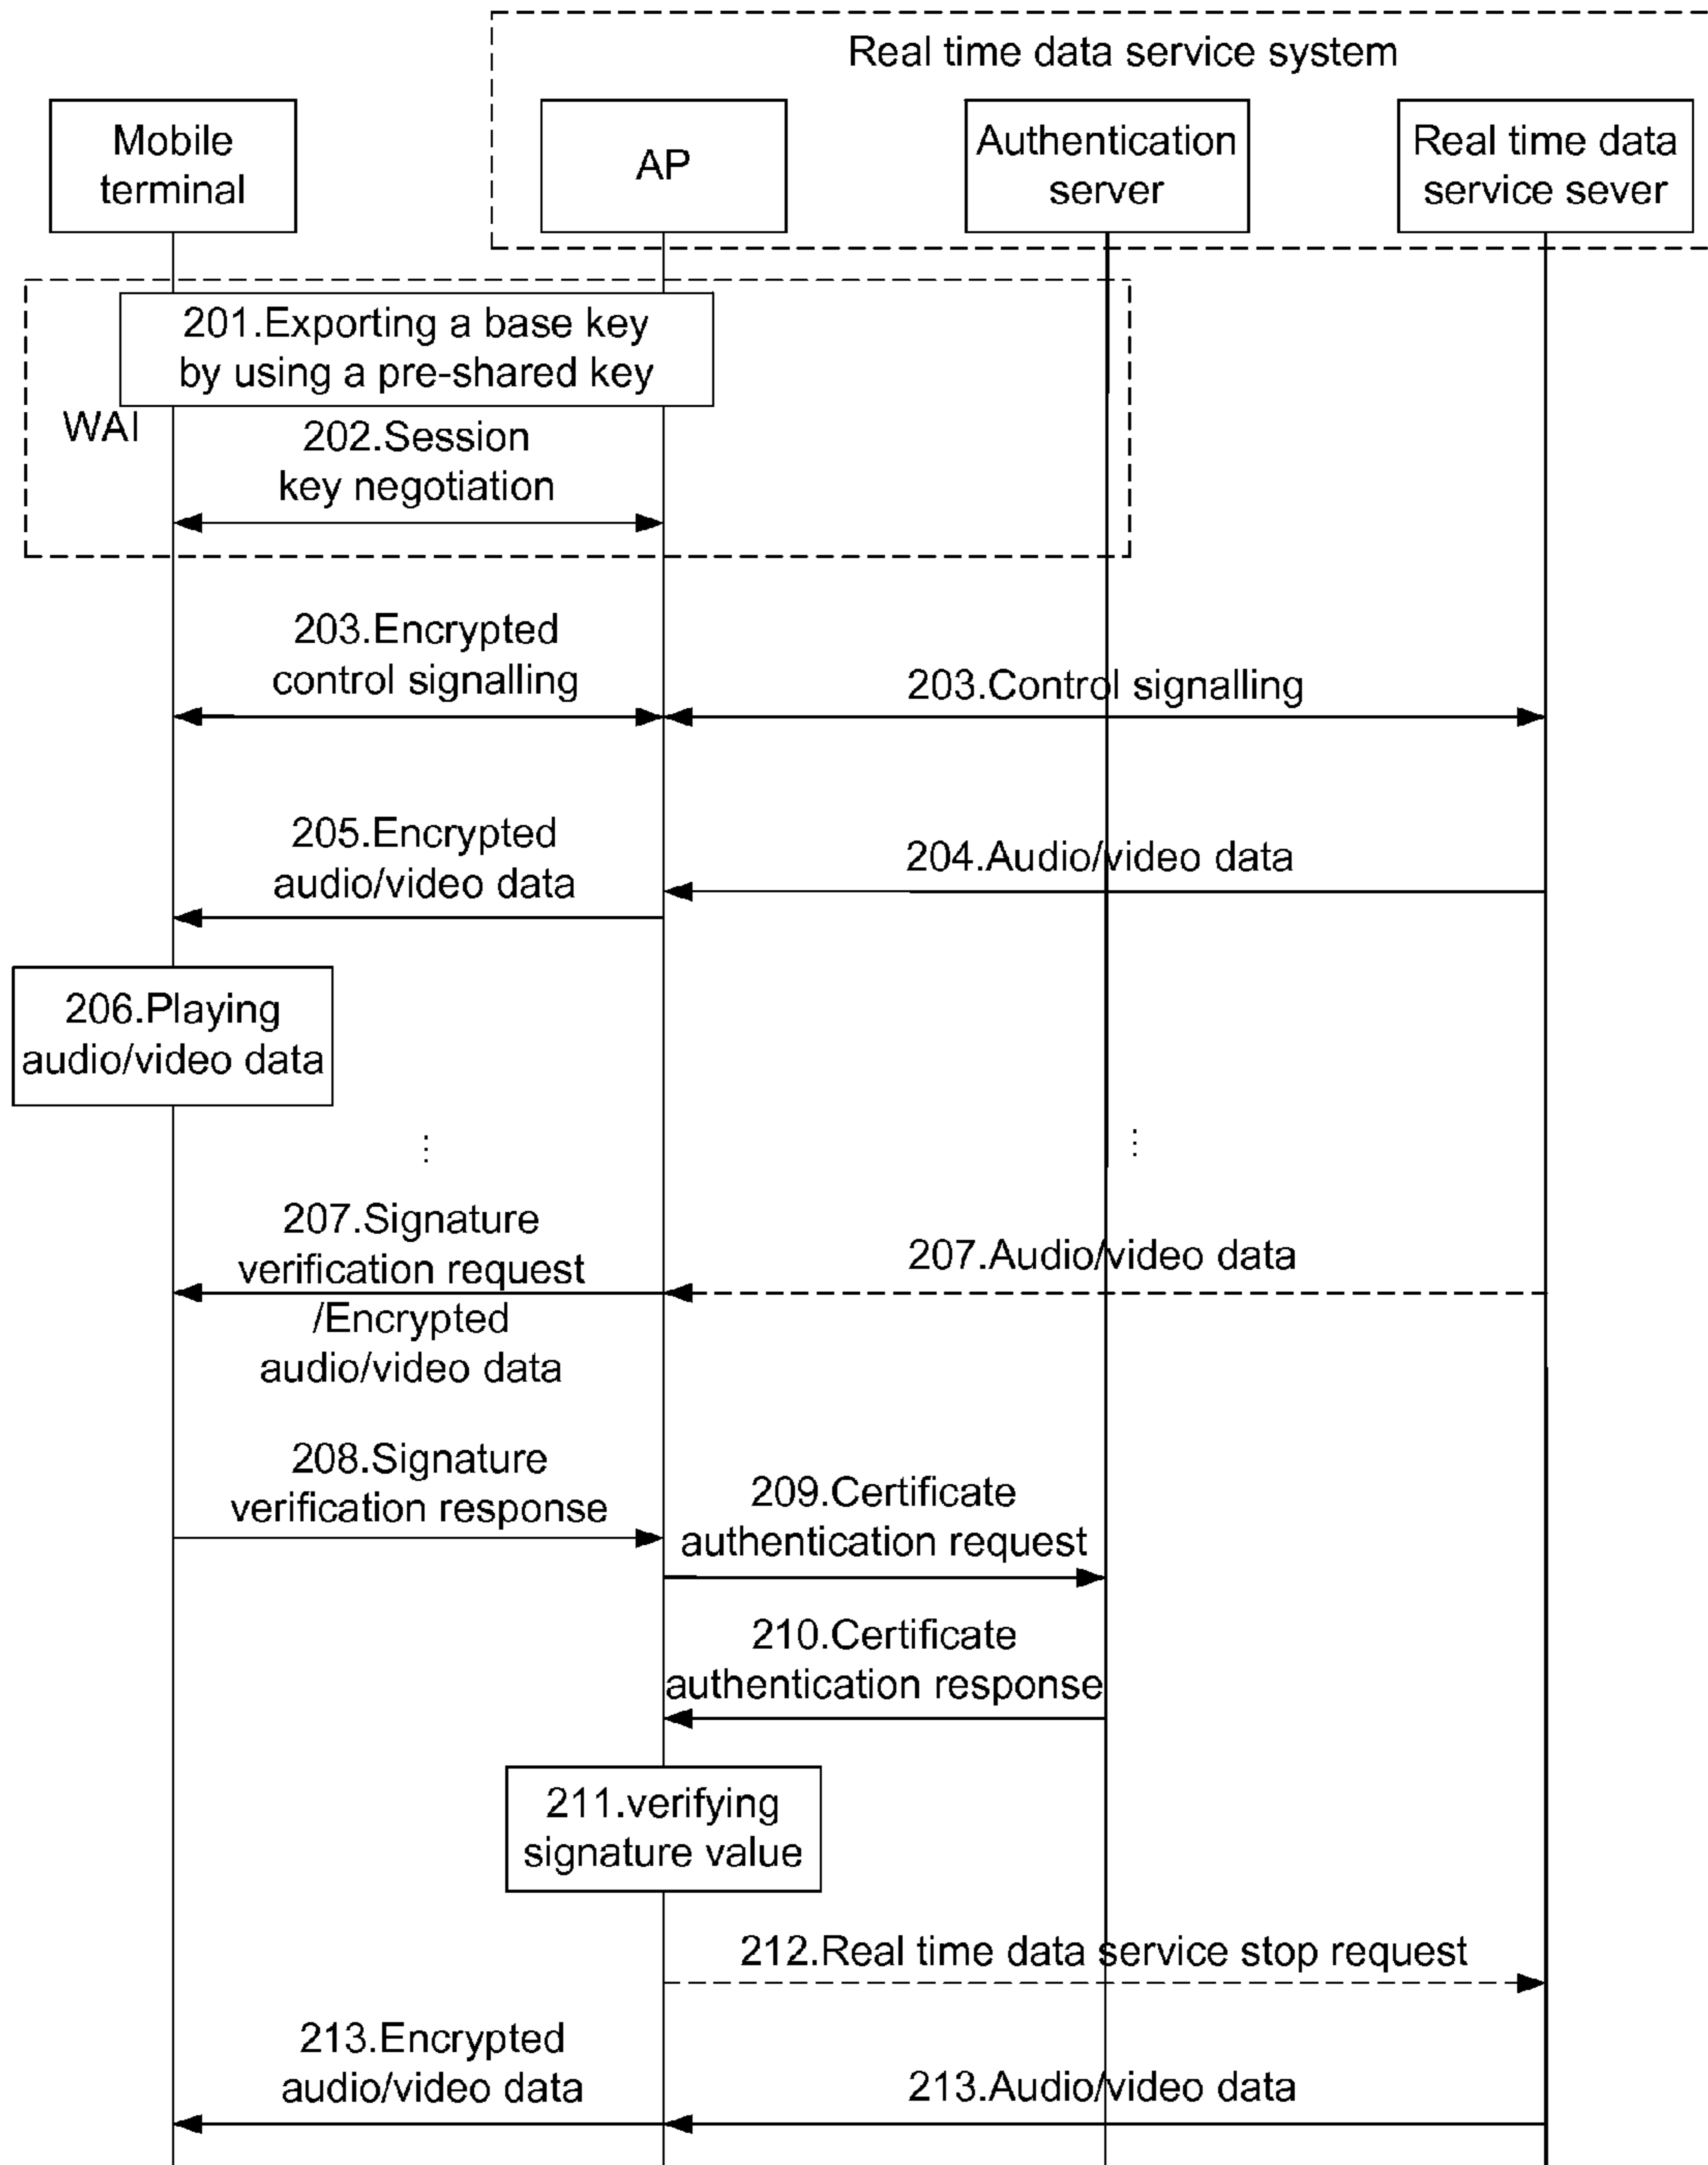 Real time data service system
Mobile
terminal
AP
Authentication
server
Real time data
service sever
201.Exporting a base key
by using a pre-shared key
WAI
202.Session
key negotiation
203.Encrypted
control signalling
203.Control signalling
205.Encrypted
audio/video data
204.Audio/video data
206.Playing
audio/video data
⋮
⋮
207.Signature
verification request
/Encrypted
audio/video data
207.Audio/video data
208.Signature
verification response
209.Certificate
authentication request
210.Certificate
authentication response
211.verifying
signature value
212.Real time data service stop request
213.Encrypted
audio/video data
213.Audio/video data